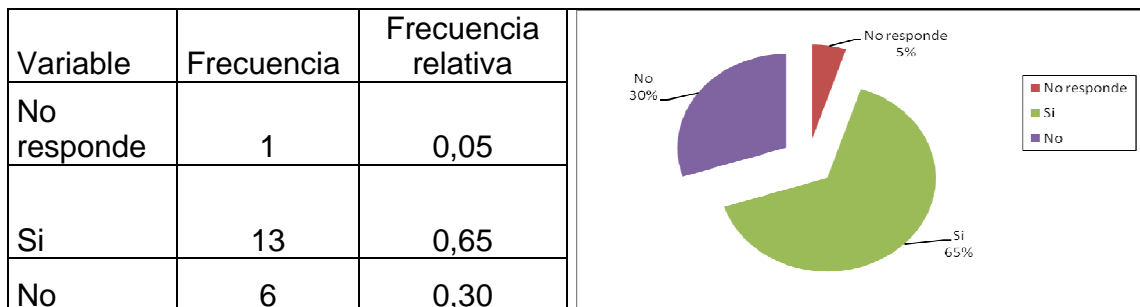 Variable
Frecuencia
Frecuencia
relativa
No
responde
1
0,05
Si
13
0,65
No
6
0,30
No responde
5%
No
30%
Si
65%
No responde
Si
No